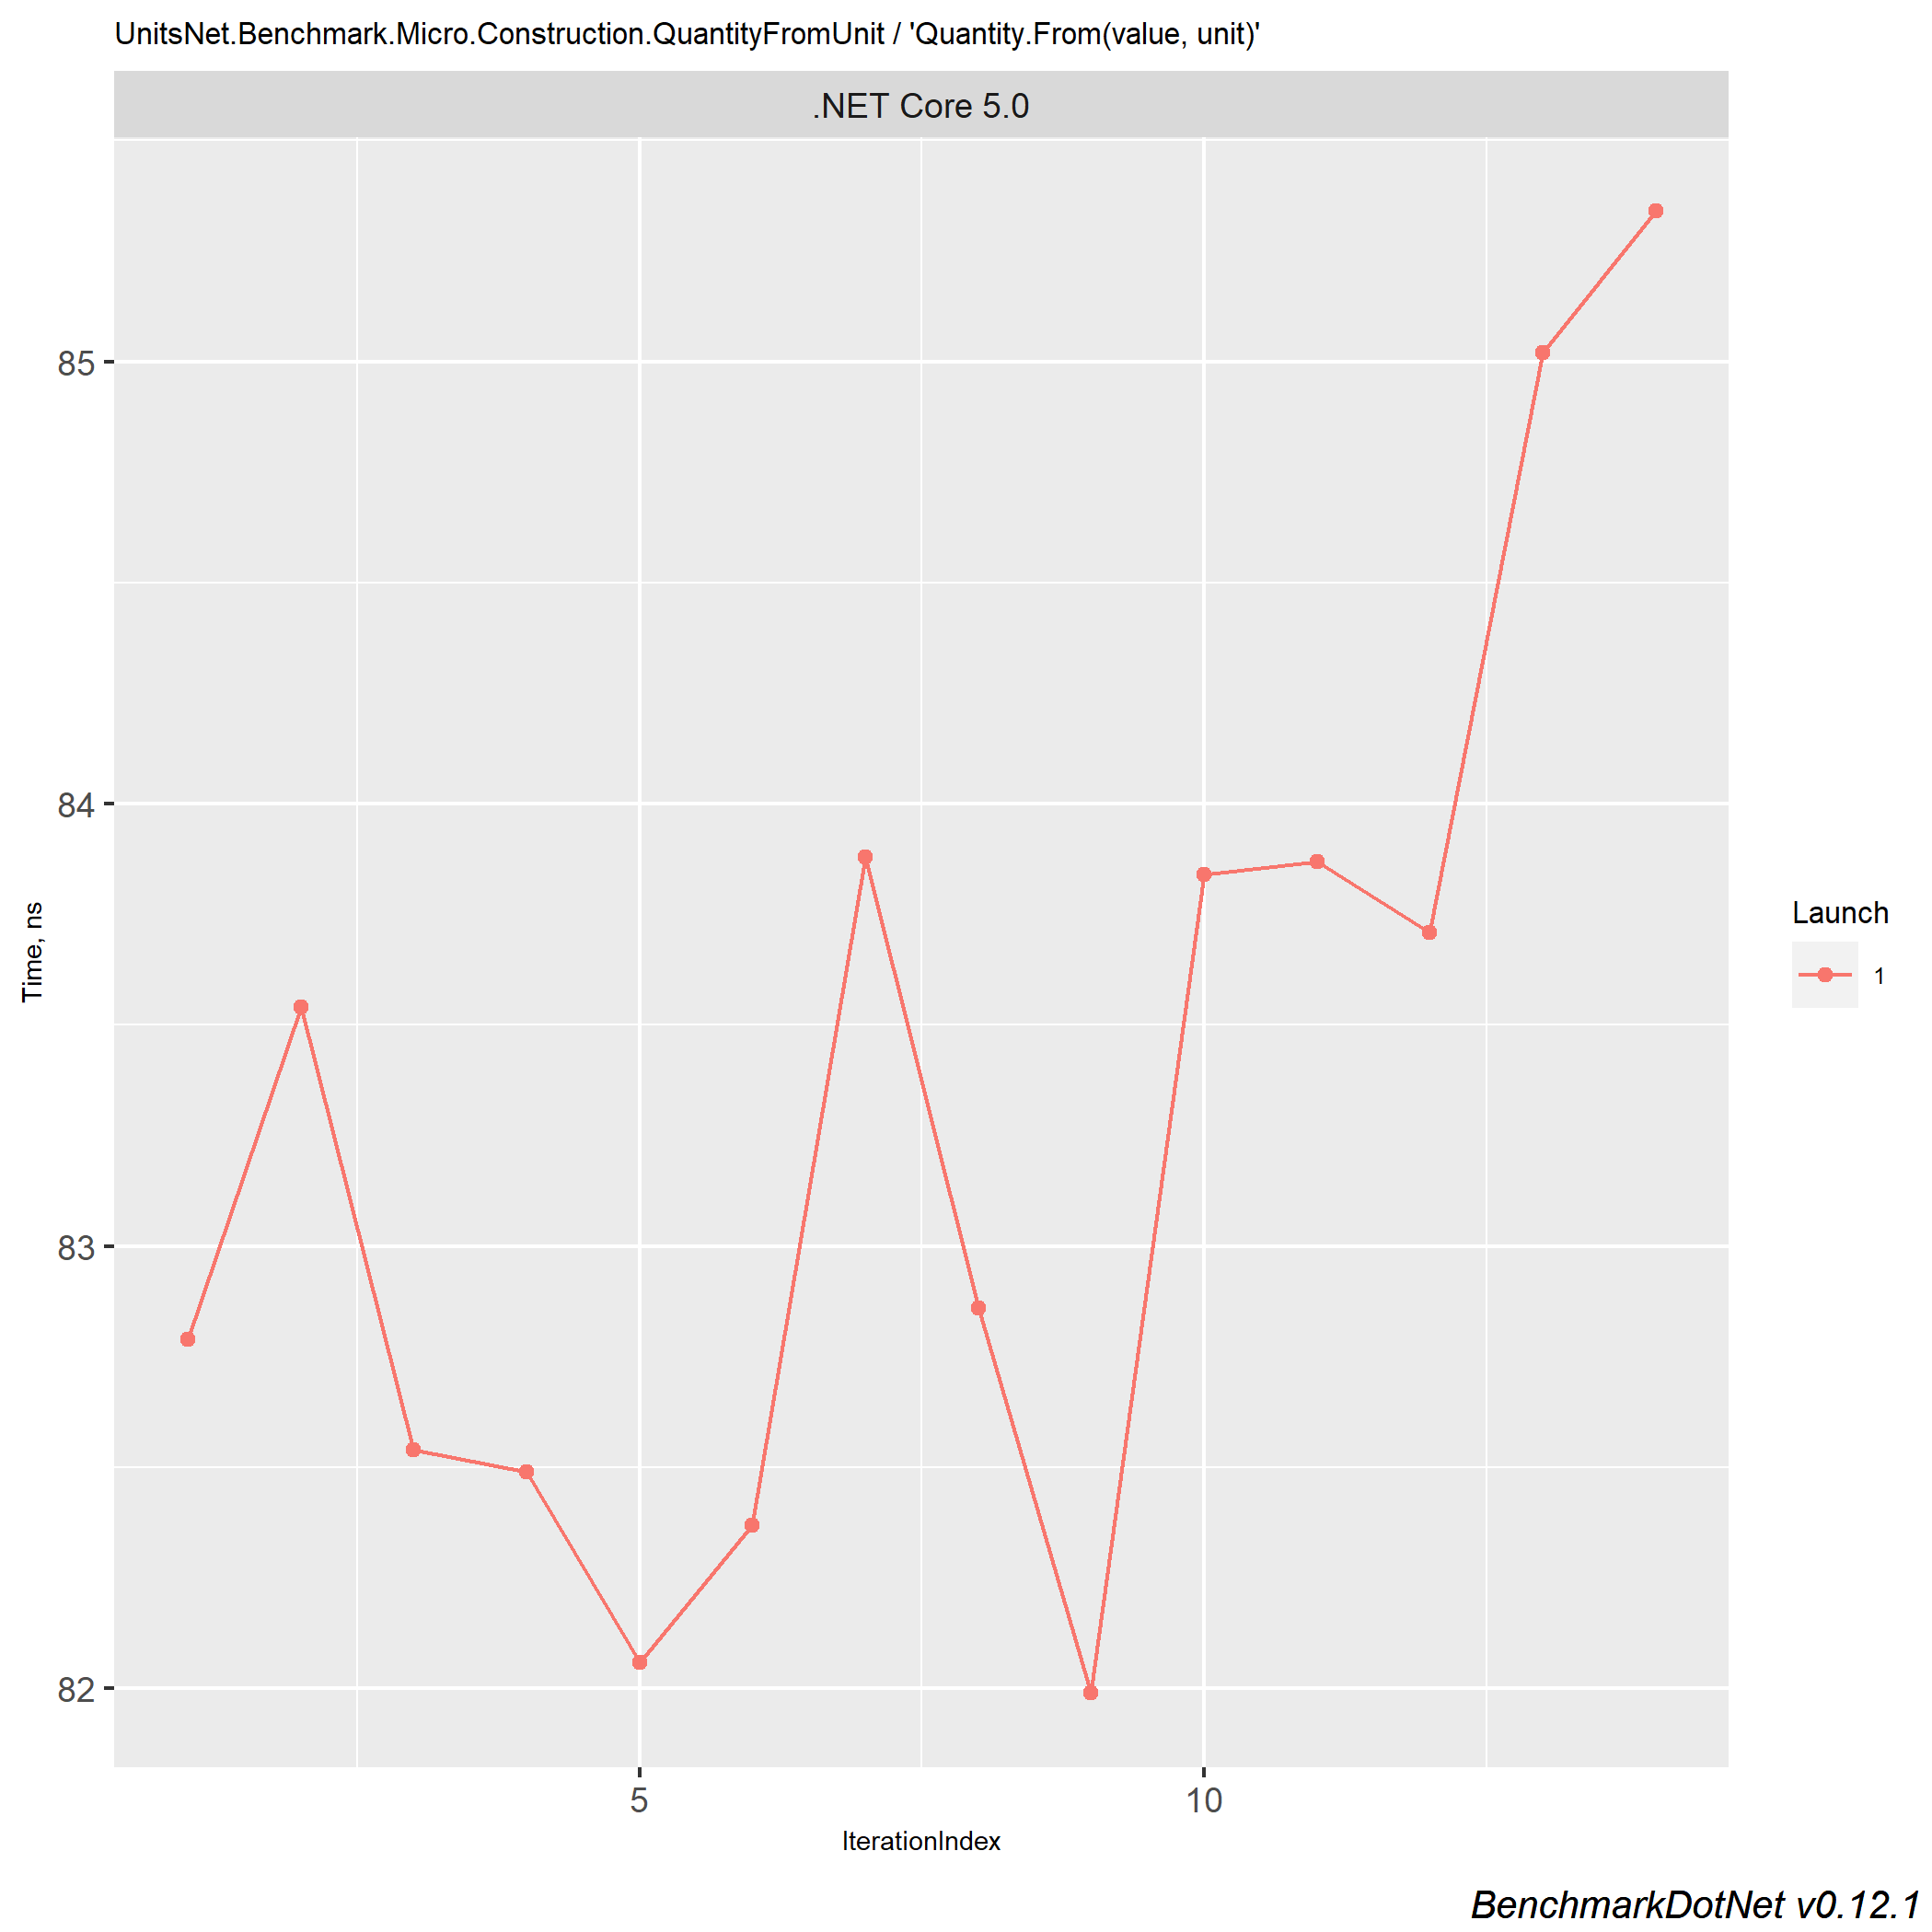 UnitsNet.Benchmark.Micro.Construction.QuantityFromUnit / 'Quantity.From(value, unit)'
.NET Core 5.0
85
84
83
82
Time, ns
5
10
IterationIndex
Launch
1
BenchmarkDotNet v0.12.1